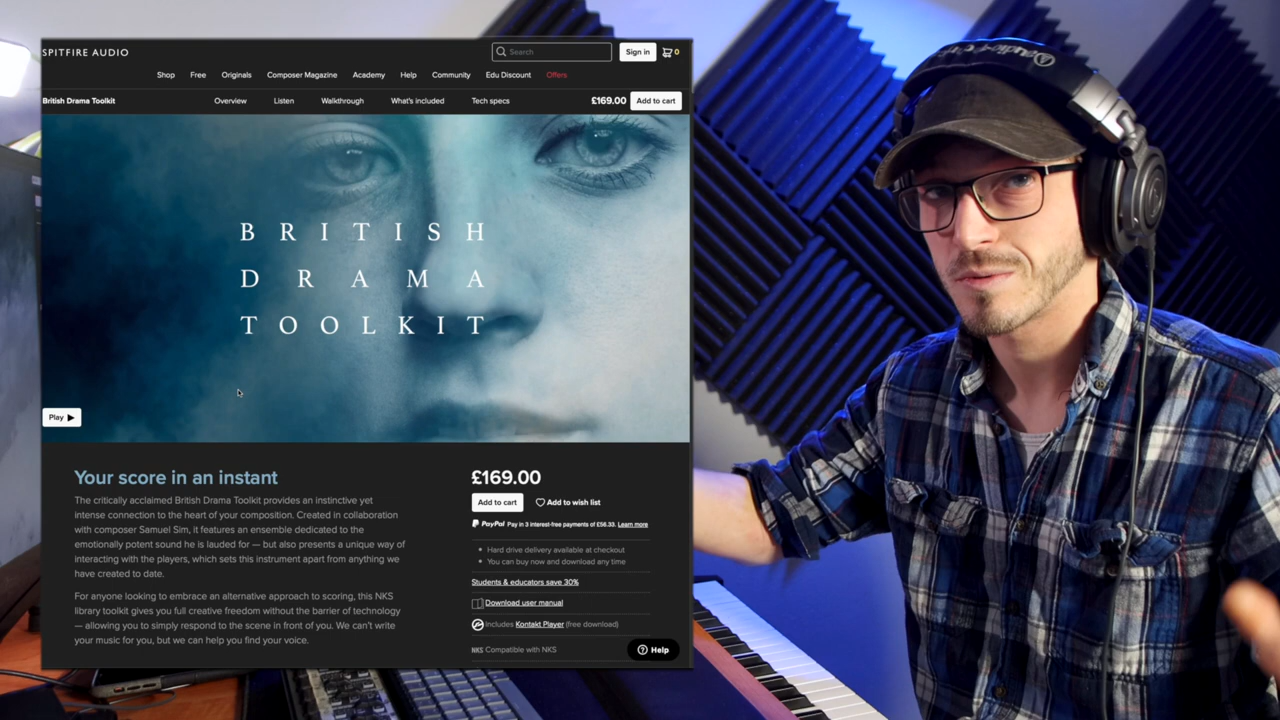 SPITFIRE AUDIO
Search
Sign in
0
Shop Free Originals Composer Magazine Academy Help Community Edu Discount Offers
British Drama Toolkit Overview Listen Walkthrough What's included Tech specs £169.00 Add to cart
BRITISH
DRAMA
TOOLKIT
Play
Your score in an instant
The critically acclaimed British Drama Toolkit provides an instinctive yet
intense connection to the heart of your composition. Created in collaboration
with composer Samuel Sim, it features an ensemble dedicated to the
emotionally potent sound he is lauded for — but also presents a unique way of
interacting with the players, which sets this instrument apart from anything we
have created to date.
For anyone looking to embrace an alternative approach to scoring, this NKS
library toolkit gives you full creative freedom without the barrier of technology
— allowing you to simply respond to the scene in front of you. We can't write
your music for you, but we can help you find your voice.
£169.00
Add to cart Add to wish list
PayPal Pay in 3 interest-free payments of £56.33. Learn more
Hard drive delivery available at checkout
You can buy now and download any time
Students & educators save 30%
Download user manual
Includes Kontakt Player (free download)
NKS Compatible with NKS
Help